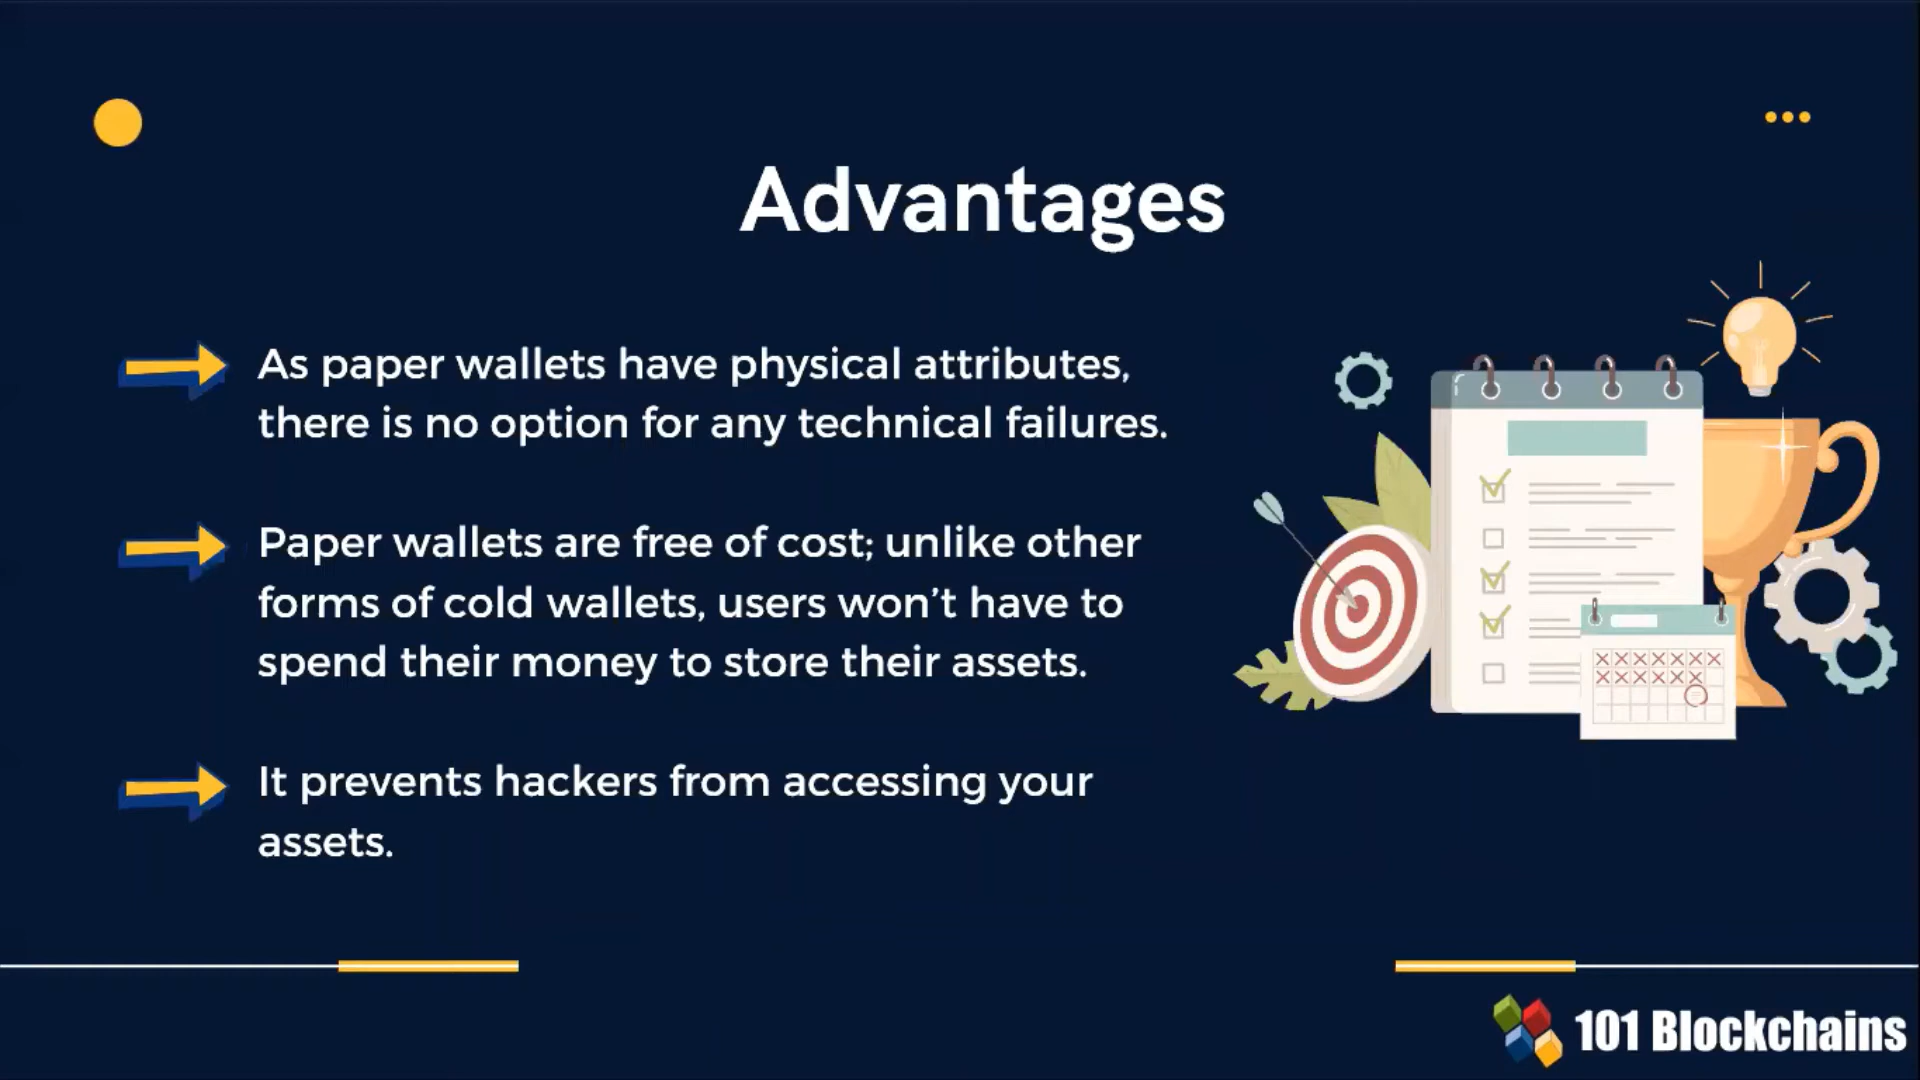 Advantages
As paper wallets have physical attributes,
there is no option for any technical failures.
Paper wallets are free of cost; unlike other
forms of cold wallets, users won’t have to
spend their money to store their assets.
It prevents hackers from accessing your
assets.
101 Blockchains